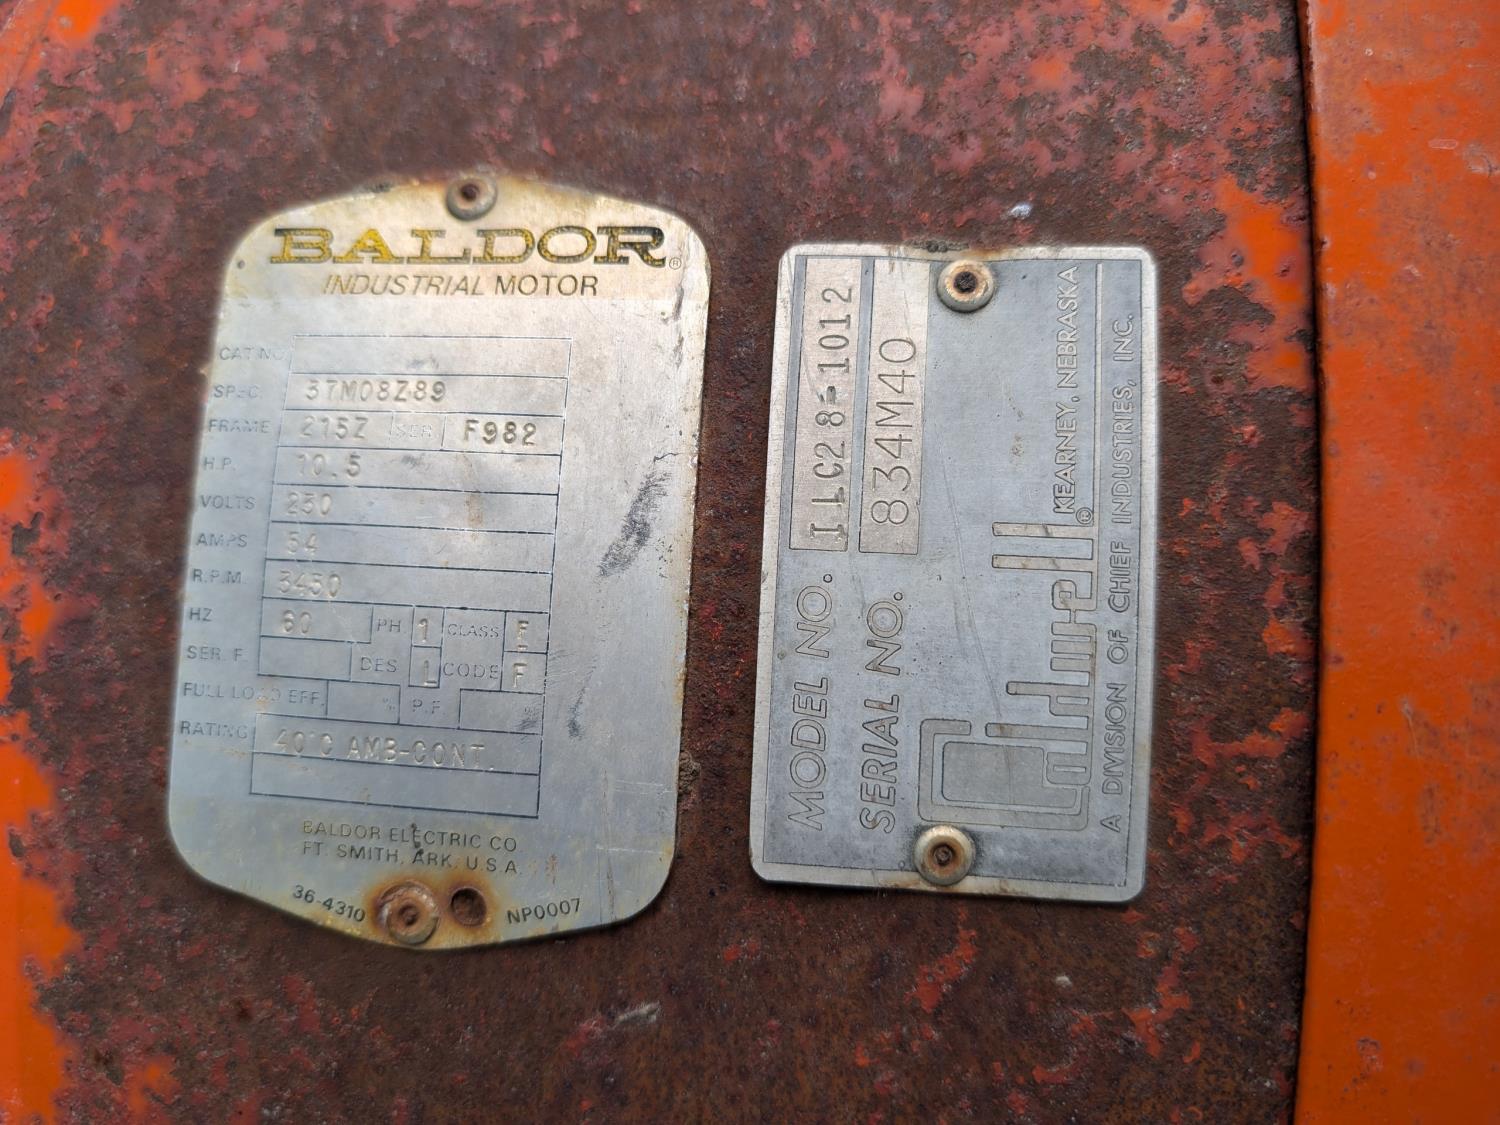 BALDOR®
INDUSTRIAL MOTOR
CAT NO
SPEC. 37M08Z89
FRAME 215Z SER F982
H.P. 10.5
VOLTS 230
AMPS 54
R.P.M 3450
HZ 60 PH 1 CLASS F
SER. F. DES L CODE F
FULL LOAD EFF. % P.F %
RATING 40°C AMB-CONT.
BALDOR ELECTRIC CO.
FT. SMITH, ARK. U.S.A.
36-4310 NP0007
MODEL NO. ILC28-1012
SERIAL NO. 834M40
Caldwell® KEARNEY, NEBRASKA
A DIVISION OF CHIEF INDUSTRIES, INC.